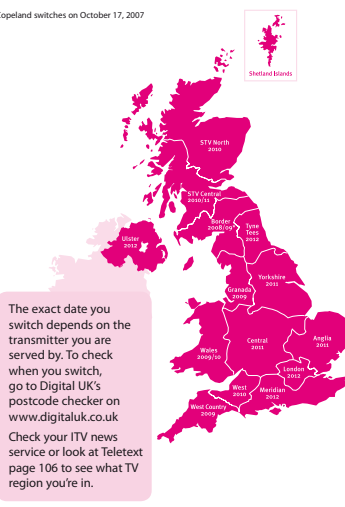 Copeland switches on October 17, 2007
Shetland Islands
STV North
2010
STV Central
2010/11
Border
2008/09*
Tyne
Tees
2012
Ulster
2012
Yorkshire
2011
Granada
2009
Anglia
2011
Central
2011
Wales
2009/10
London
2012
West
2010
Meridian
2012
West Country
2009
The exact date you
switch depends on the
transmitter you are
served by. To check
when you switch,
go to Digital UK's
postcode checker on
www.digitaluk.co.uk
Check your ITV news
service or look at Teletext
page 106 to see what TV
region you're in.